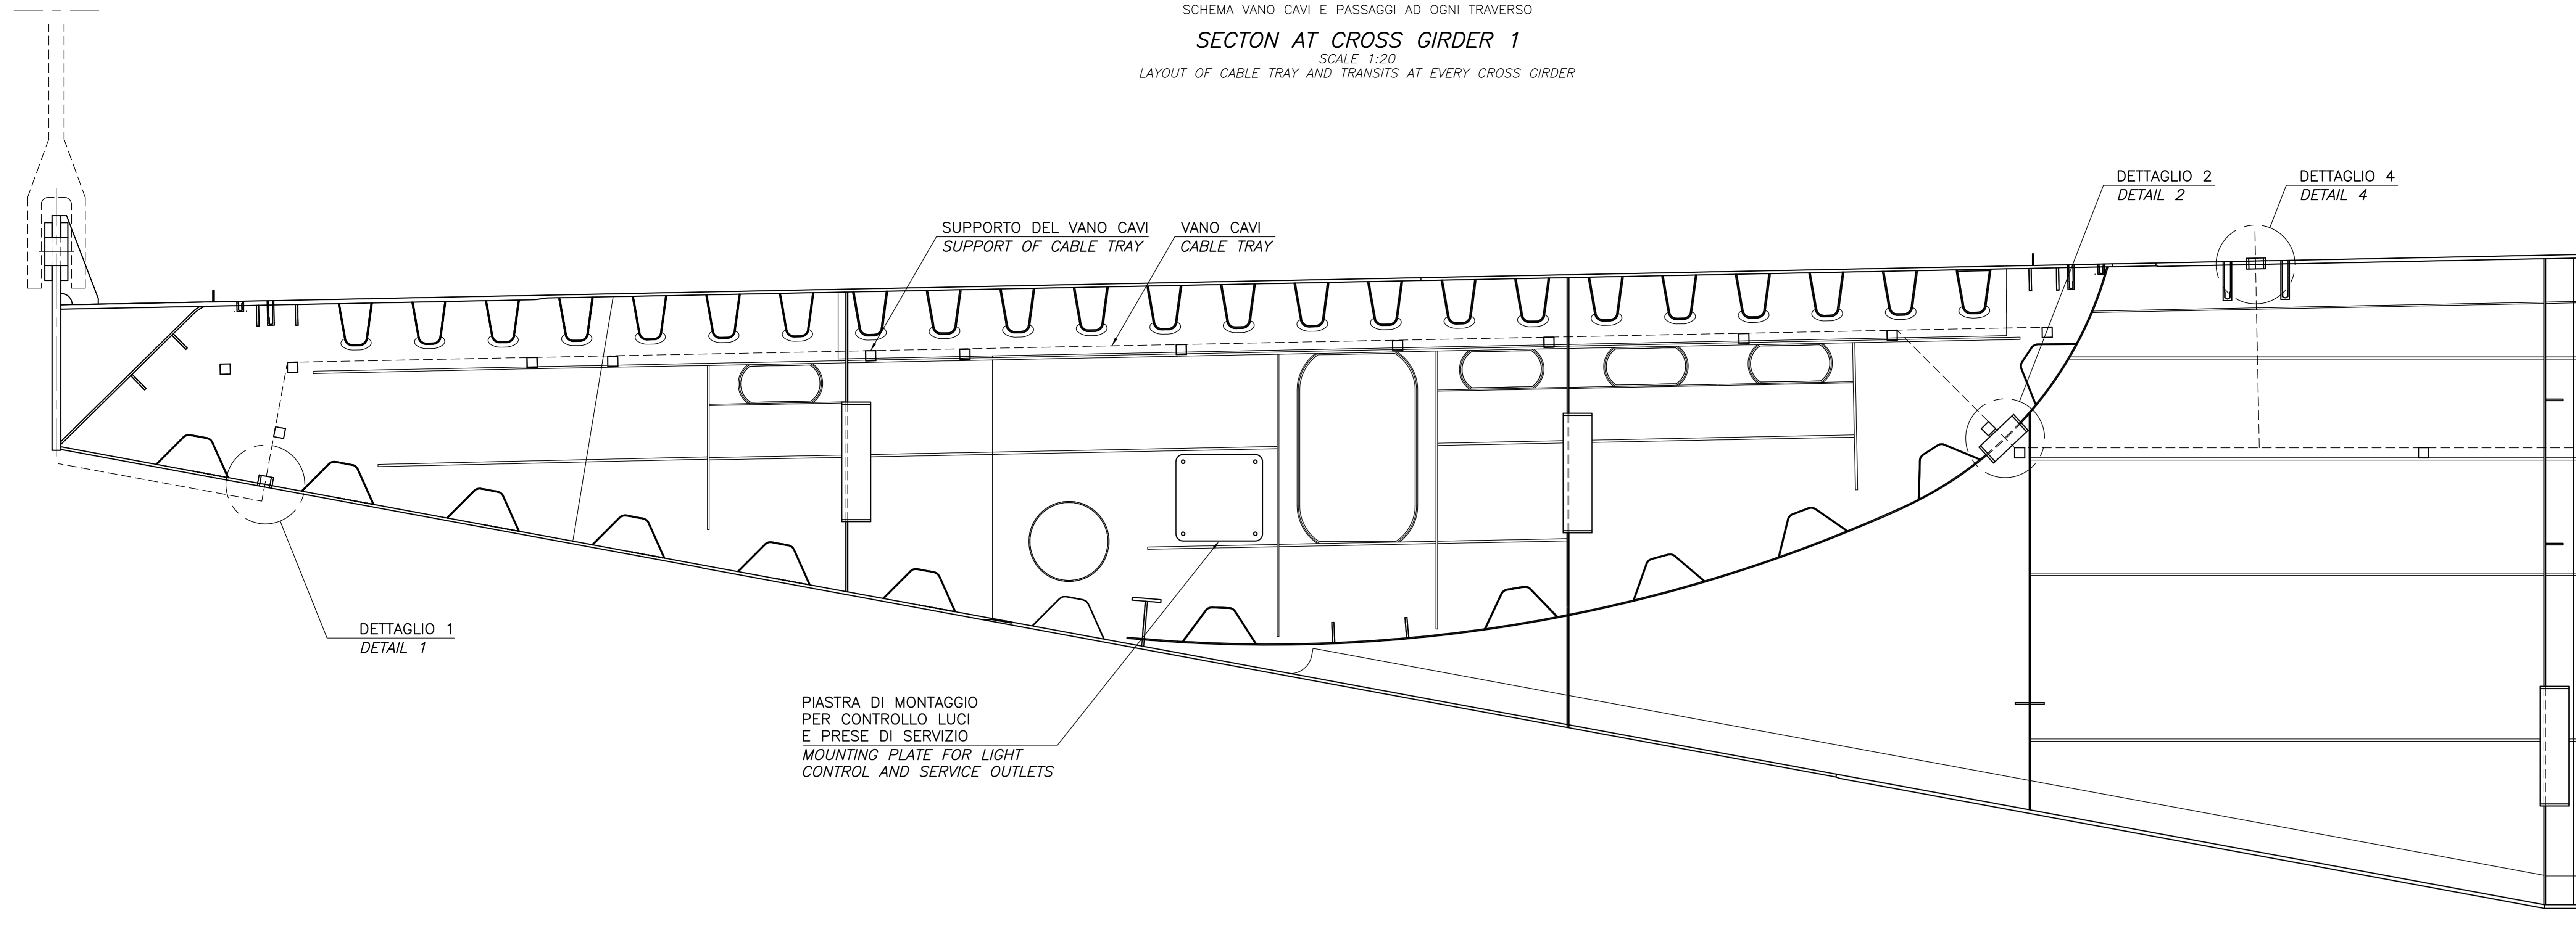 SCHEMA VANO CAVI E PASSAGGI AD OGNI TRAVERSO
SECTON AT CROSS GIRDER 1
SCALE 1:20
LAYOUT OF CABLE TRAY AND TRANSITS AT EVERY CROSS GIRDER
DETTAGLIO 2
DETAIL 2
DETTAGLIO 4
DETAIL 4
SUPPORTO DEL VANO CAVI
SUPPORT OF CABLE TRAY
VANO CAVI
CABLE TRAY
DETTAGLIO 1
DETAIL 1
PIASTRA DI MONTAGGIO
PER CONTROLLO LUCI
E PRESE DI SERVIZIO
MOUNTING PLATE FOR LIGHT
CONTROL AND SERVICE OUTLETS